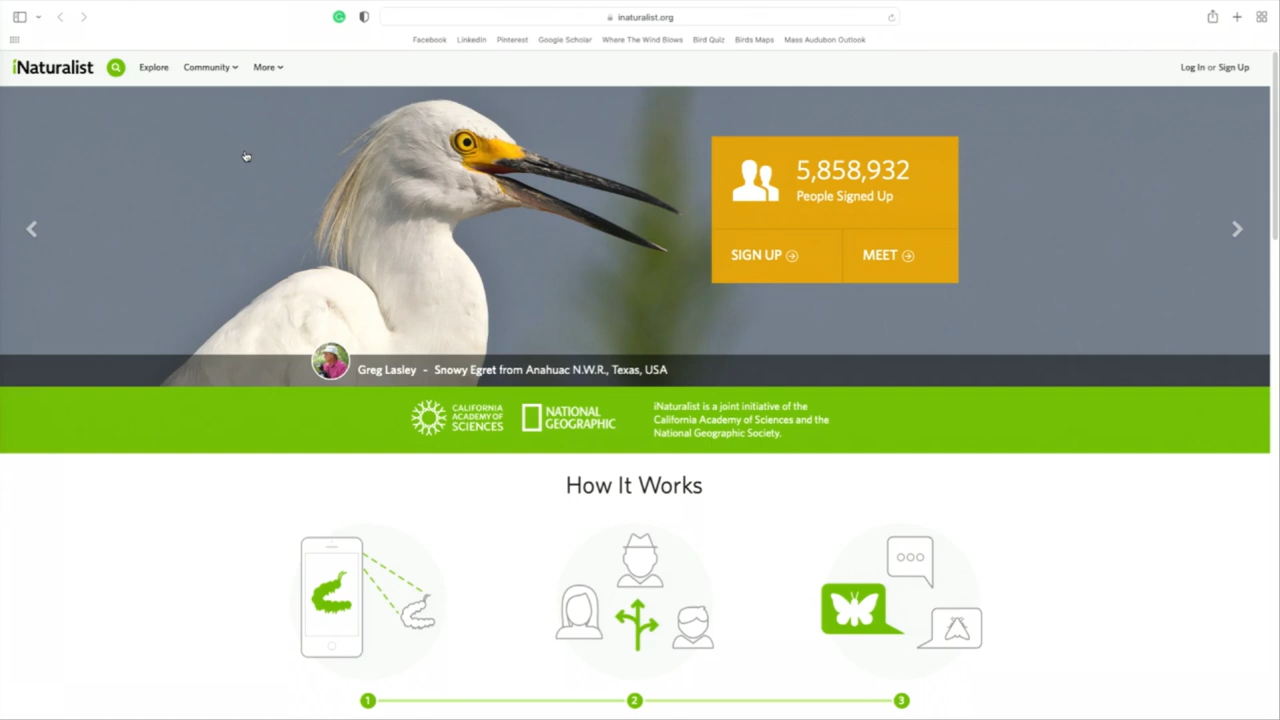 inaturalist.org
Facebook LinkedIn Pinterest Google Scholar Where The Wind Blows Bird Quiz Birds Maps Mass Audubon Outlook
iNaturalist Explore Community More Log In or Sign Up
5,858,932
People Signed Up
SIGN UP MEET
Greg Lasley - Snowy Egret from Anahuac N.W.R., Texas, USA
CALIFORNIA
ACADEMY OF
SCIENCES
NATIONAL
GEOGRAPHIC
iNaturalist is a joint initiative of the
California Academy of Sciences and the
National Geographic Society.
How It Works
1 2 3